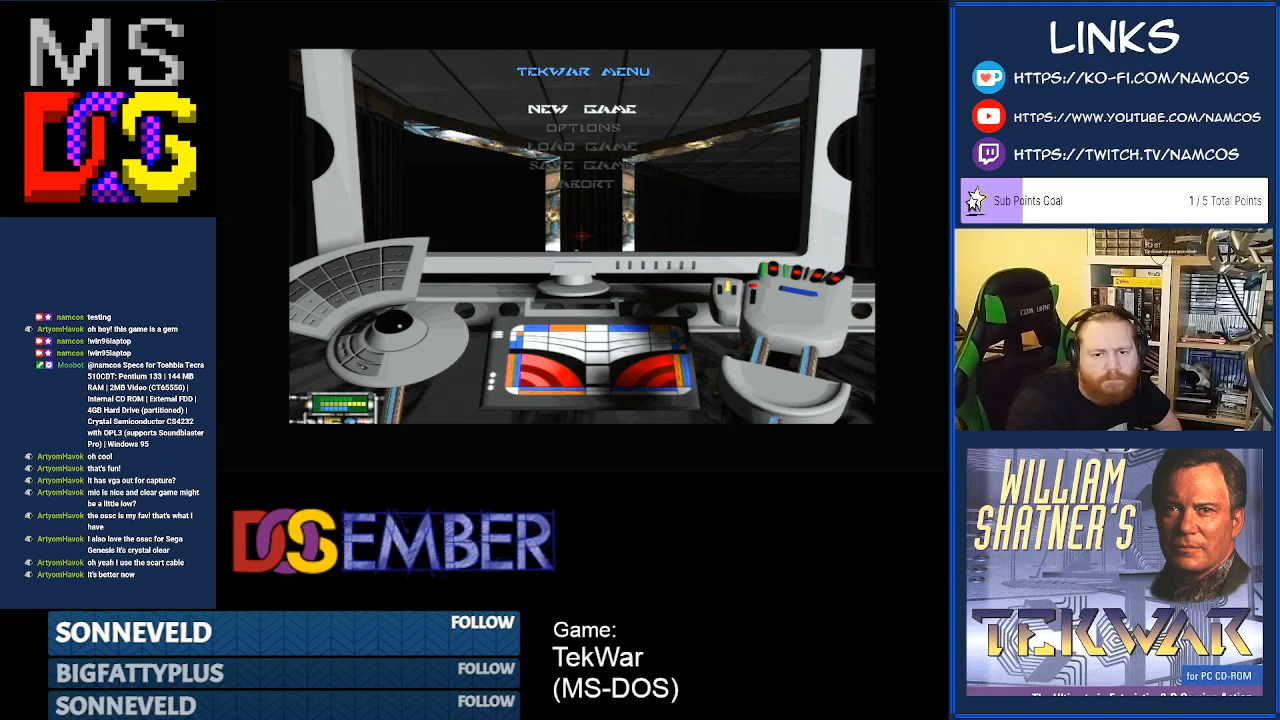 MS
DOS
namcos testing
ArtyomHavok oh boy! this game is a gem
namcos !win96laptop
namcos !win95laptop
Moobot @namcos Specs for Toshbia Tecra
510CDT: Pentium 133 | 144 MB
RAM | 2MB Video (CT65550) |
Internal CD ROM | External FDD |
4GB Hard Drive (partitioned) |
Crystal Semiconductor CS4232
with OPL3 (supports Soundblaster
Pro) | Windows 95
ArtyomHavok oh cool
ArtyomHavok that's fun!
ArtyomHavok it has vga out for capture?
ArtyomHavok mic is nice and clear game might
be a little low?
ArtyomHavok the ossc is my fav! that's what I
have
ArtyomHavok I also love the ossc for Sega
Genesis it's crystal clear
ArtyomHavok oh yeah I use the scart cable
ArtyomHavok It's better now
TEKWAR MENU
NEW GAME
OPTIONS
LOAD GAME
SAVE GAME
ABORT
DOSEMBER
SONNEVELD FOLLOW
BIGFATTYPLUS FOLLOW
SONNEVELD FOLLOW
Game:
TekWar
(MS-DOS)
LINKS
HTTPS://KO-FI.COM/NAMCOS
HTTPS://WWW.YOUTUBE.COM/NAMCOS
HTTPS://TWITCH.TV/NAMCOS
Sub Points Goal 1 / 5 Total Points
WILLIAM
SHATNER'S
TEKWAR
for PC CD-ROM